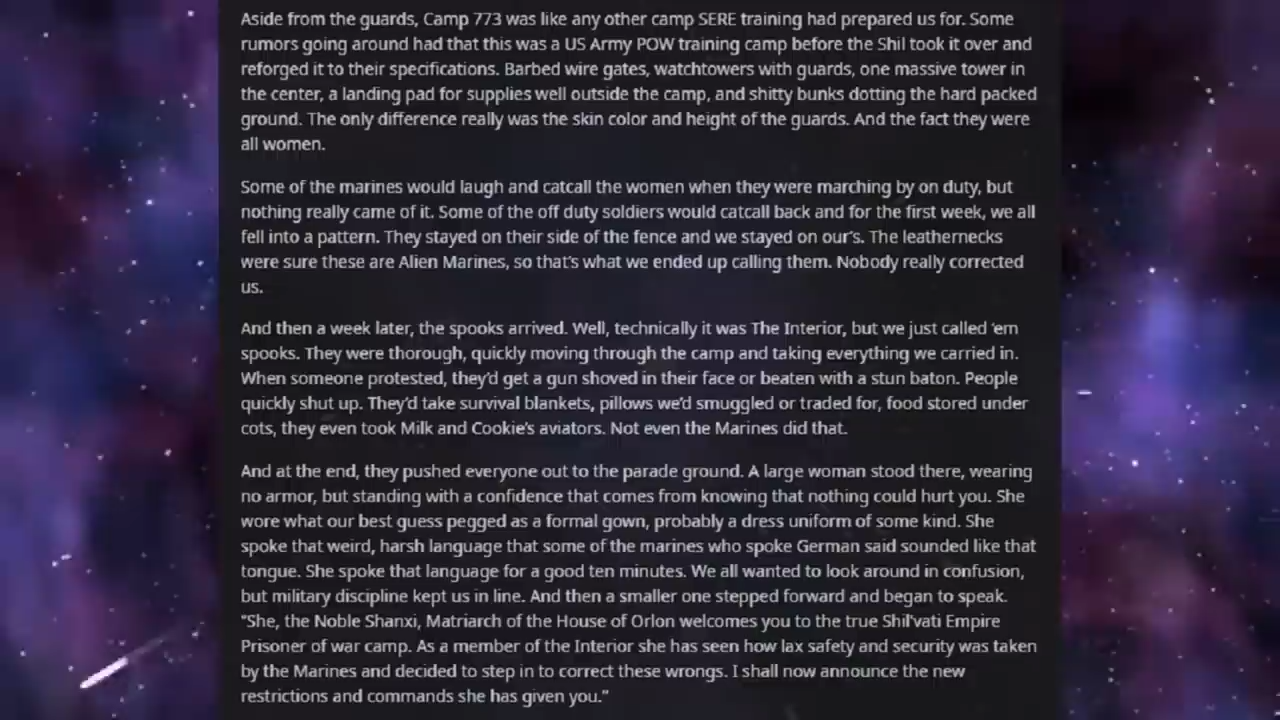 Aside from the guards, Camp 773 was like any other camp SERE training had prepared us for. Some
rumors going around had that this was a US Army POW training camp before the Shil took it over and
reforged it to their specifications. Barbed wire gates, watchtowers with guards, one massive tower in
the center, a landing pad for supplies well outside the camp, and shitty bunks dotting the hard packed
ground. The only difference really was the skin color and height of the guards. And the fact they were
all women.
Some of the marines would laugh and catcall the women when they were marching by on duty, but
nothing really came of it. Some of the off duty soldiers would catcall back and for the first week, we all
fell into a pattern. They stayed on their side of the fence and we stayed on our’s. The leathernecks
were sure these are Alien Marines, so that’s what we ended up calling them. Nobody really corrected
us.
And then a week later, the spooks arrived. Well, technically it was The Interior, but we just called ‘em
spooks. They were thorough, quickly moving through the camp and taking everything we carried in.
When someone protested, they’d get a gun shoved in their face or beaten with a stun baton. People
quickly shut up. They’d take survival blankets, pillows we’d smuggled or traded for, food stored under
cots, they even took Milk and Cookie’s aviators. Not even the Marines did that.
And at the end, they pushed everyone out to the parade ground. A large woman stood there, wearing
no armor, but standing with a confidence that comes from knowing that nothing could hurt you. She
wore what our best guess pegged as a formal gown, probably a dress uniform of some kind. She
spoke that weird, harsh language that some of the marines who spoke German said sounded like that
tongue. She spoke that language for a good ten minutes. We all wanted to look around in confusion,
but military discipline kept us in line. And then a smaller one stepped forward and began to speak.
“She, the Noble Shanxi, Matriarch of the House of Orlon welcomes you to the true Shil’vati Empire
Prisoner of war camp. As a member of the Interior she has seen how lax safety and security was taken
by the Marines and decided to step in to correct these wrongs. I shall now announce the new
restrictions and commands she has given you.”